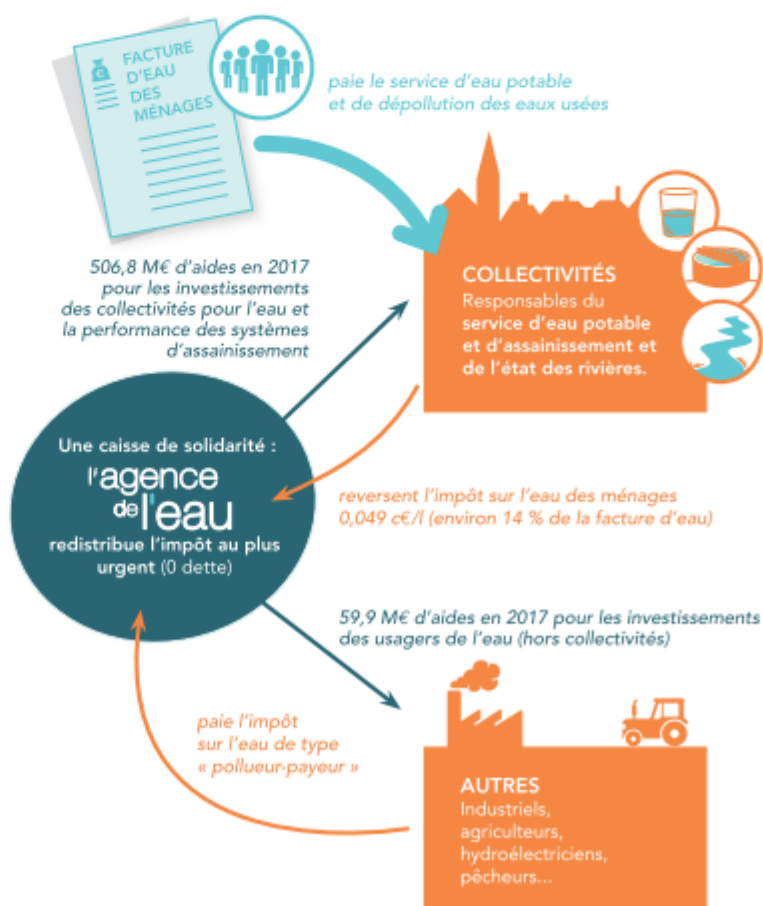 FACTURE
D'EAU
DES
MÉNAGES
paie le service d'eau potable
et de dépollution des eaux usées
506,8 M€ d'aides en 2017
pour les investissements
des collectivités pour l'eau et
la performance des systèmes
d'assainissement
COLLECTIVITÉS
Responsables du
service d'eau potable
et d'assainissement et
de l'état des rivières.
Une caisse de solidarité :
l'agence
de l'eau
redistribue l'impôt au plus
urgent (0 dette)
reversent l'impôt sur l'eau des ménages
0,049 c€/l (environ 14 % de la facture d'eau)
59,9 M€ d'aides en 2017 pour les investissements
des usagers de l'eau (hors collectivités)
paie l'impôt
sur l'eau de type
« pollueur-payeur »
AUTRES
Industriels,
agriculteurs,
hydroélectriciens,
pêcheurs...